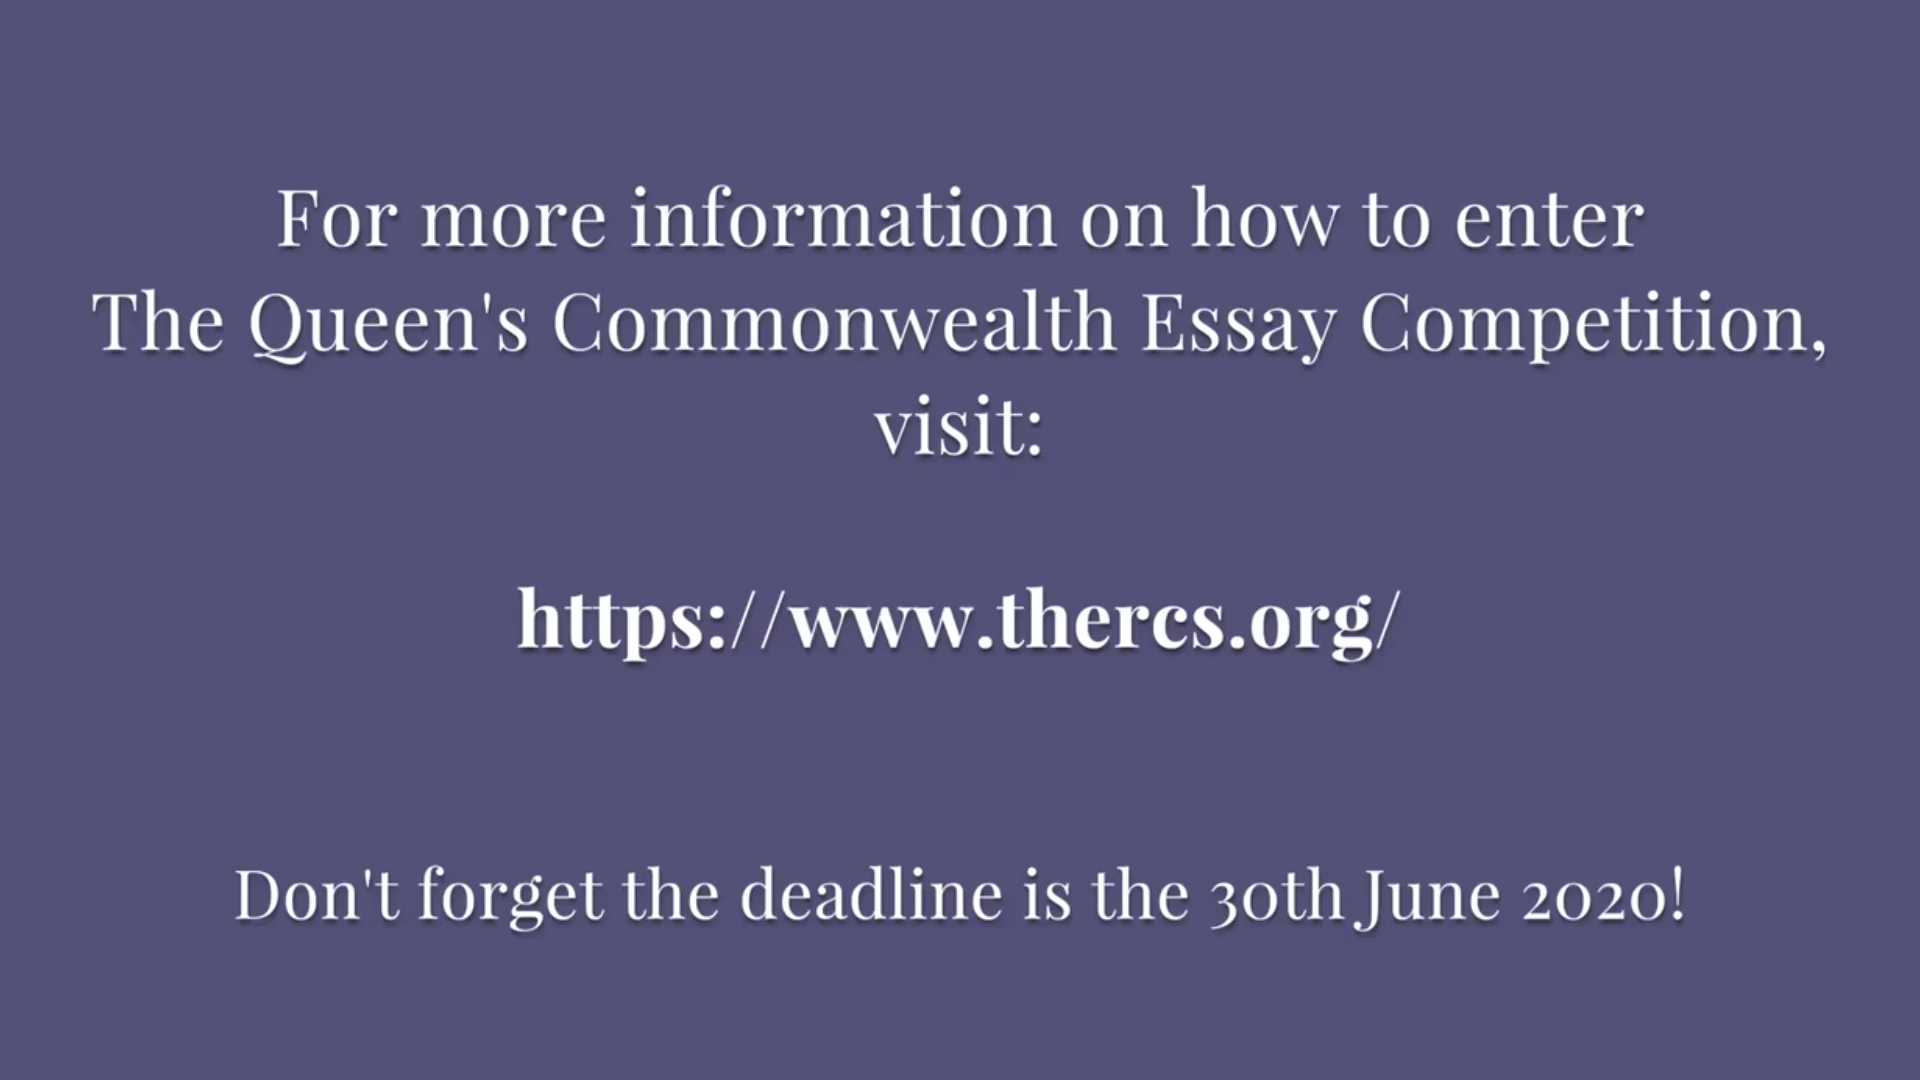 For more information on how to enter
The Queen's Commonwealth Essay Competition,
visit:
https://www.thercs.org/
Don't forget the deadline is the 30th June 2020!